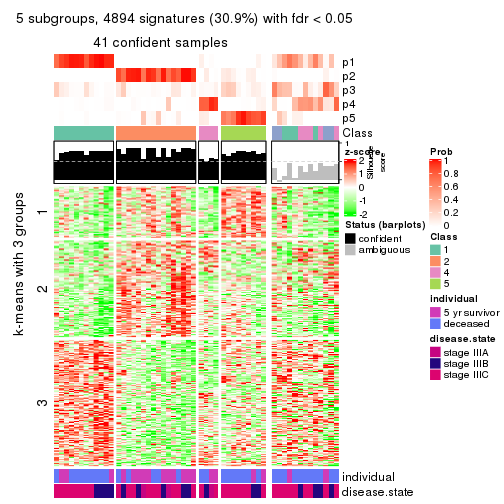 5 subgroups, 4894 signatures (30.9%) with fdr < 0.05
41 confident samples
p1
p2
p3
p4
p5
Class
1
Silhouette
score
z-score
2
1
0
-1
-2
Status (barplots)
confident
ambiguous
Prob
1
0.8
0.6
0.4
0.2
0
Class
1
2
4
5
individual
5 yr survivor
deceased
disease.state
stage IIIA
stage IIIB
stage IIIC
k-means with 3 groups
1
2
3
individual
disease.state